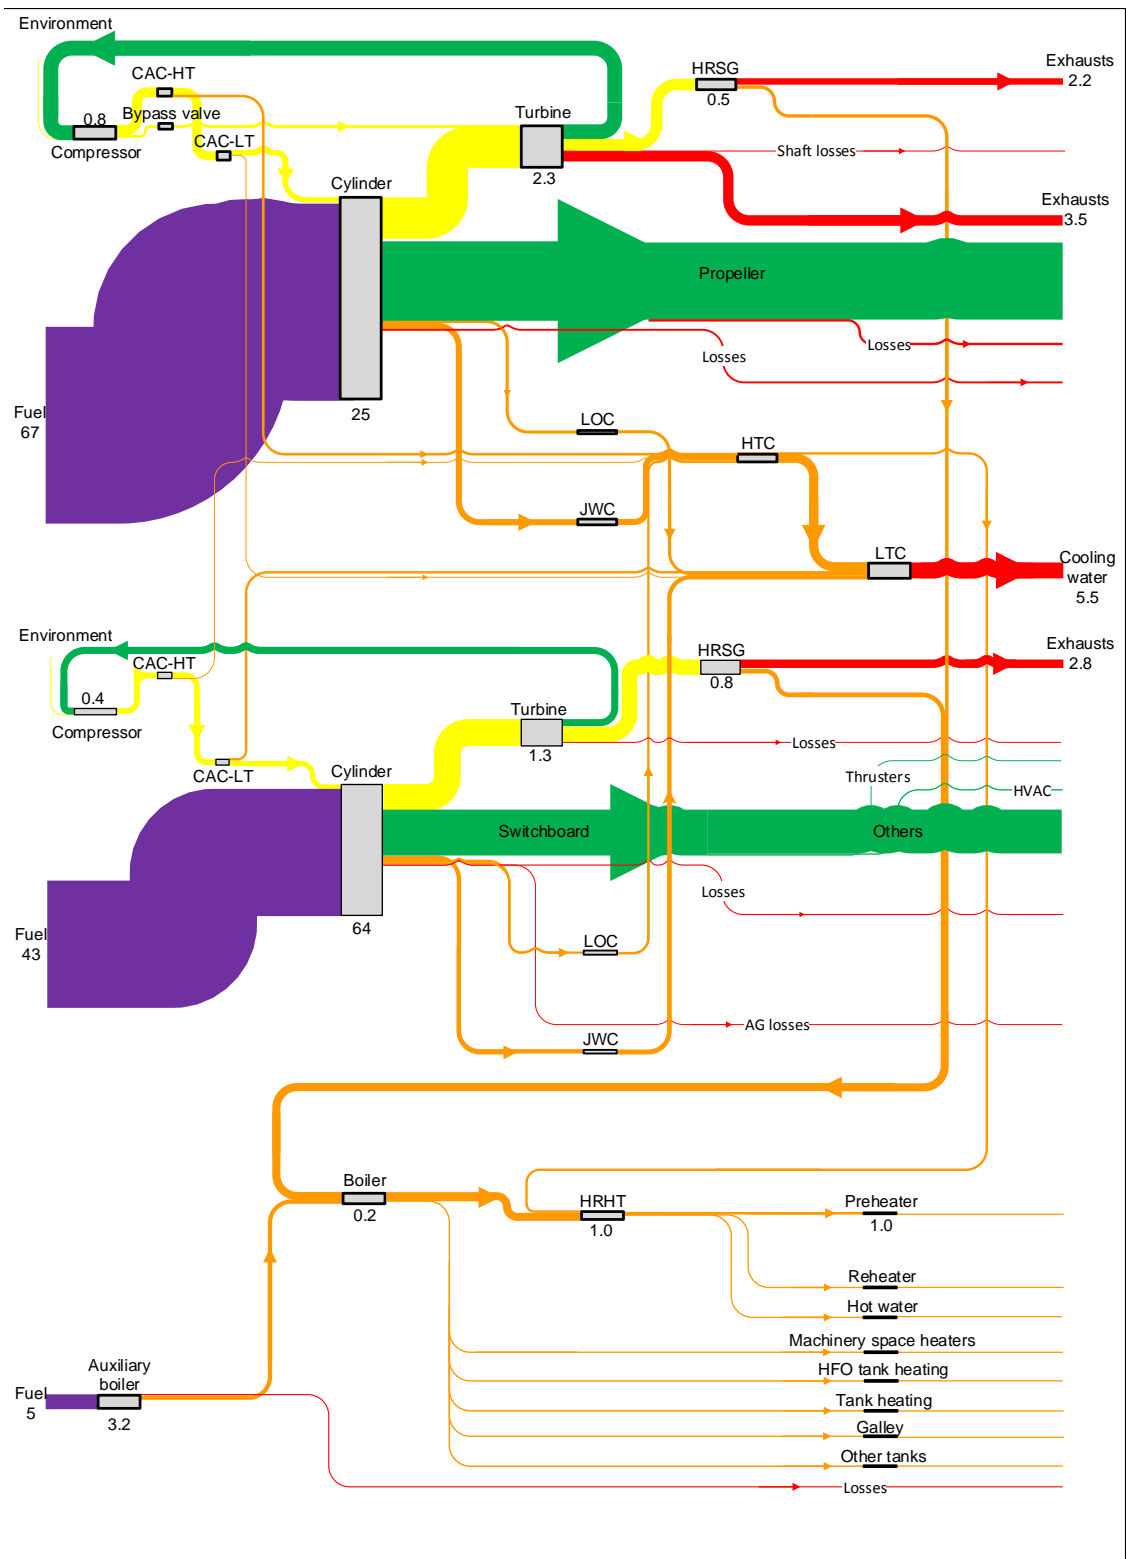 Environment
CAC-HT
HRSG
Exhausts
2.2
0.5
0.8
Bypass valve
Turbine
Compressor
CAC-LT
Shaft losses
2.3
Cylinder
Exhausts
3.5
Propeller
Losses
Losses
Fuel
67
25
LOC
HTC
JWC
LTC
Cooling
water
5.5
Environment
CAC-HT
HRSG
Exhausts
2.8
0.8
0.4
Compressor
Turbine
1.3
Losses
CAC-LT
Cylinder
Thrusters
HVAC
Switchboard
Others
Losses
Fuel
43
64
LOC
AG losses
JWC
Boiler
0.2
HRHT
1.0
Preheater
1.0
Reheater
Hot water
Machinery space heaters
Auxiliary
boiler
HFO tank heating
Fuel
5
3.2
Tank heating
Galley
Other tanks
Losses